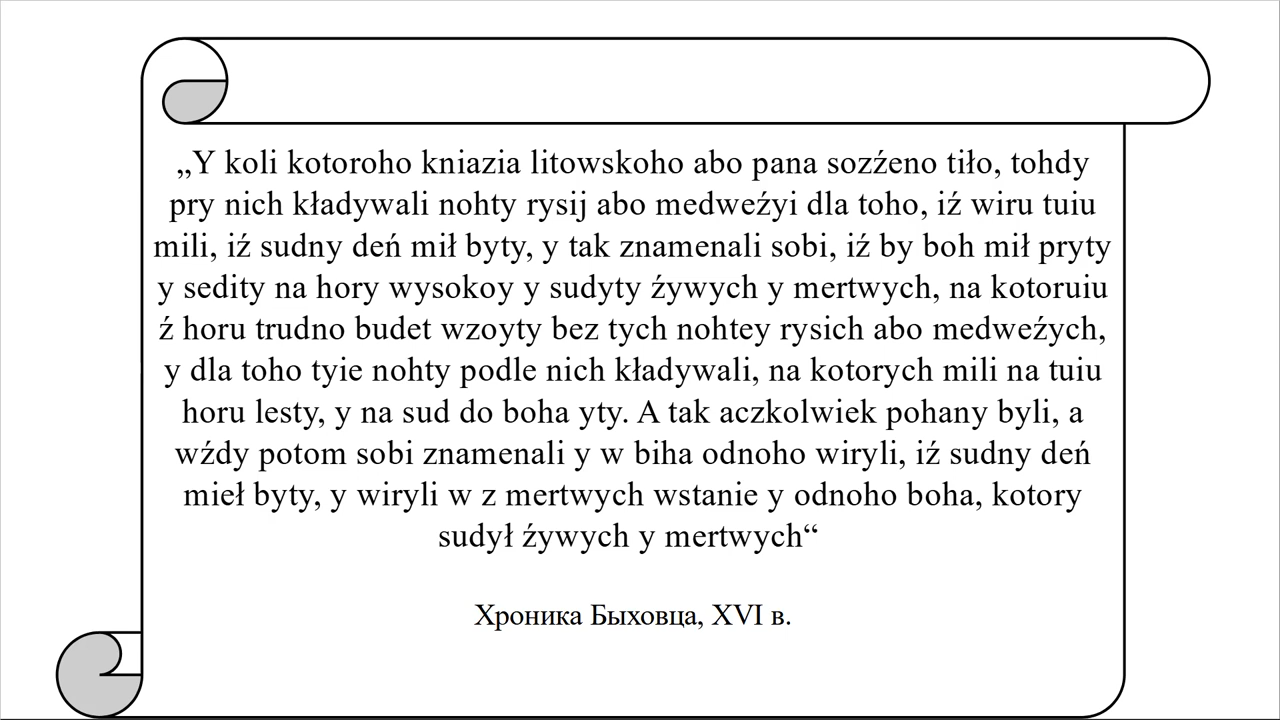 „Y koli kotoroho kniazia litowskoho abo pana sozźeno tiło, tohdy
pry nich kładywali nohty rysij abo medweźyi dla toho, iź wiru tuiu
mili, iź sudny deń mił byty, y tak znamenali sobi, iź by boh mił pryty
y sedity na hory wysokoy y sudyty źywych y mertwych, na kotoruiu
ź horu trudno budet wzoyty bez tych nohtey rysich abo medweźych,
y dla toho tyie nohty podle nich kładywali, na kotorych mili na tuiu
horu lesty, y na sud do boha yty. A tak aczkolwiek pohany byli, a
wźdy potom sobi znamenali y w biha odnoho wiryli, iź sudny deń
mieł byty, y wiryli w z mertwych wstanie y odnoho boha, kotory
sudył źywych y mertwych“
Хроника Быховца, XVI в.